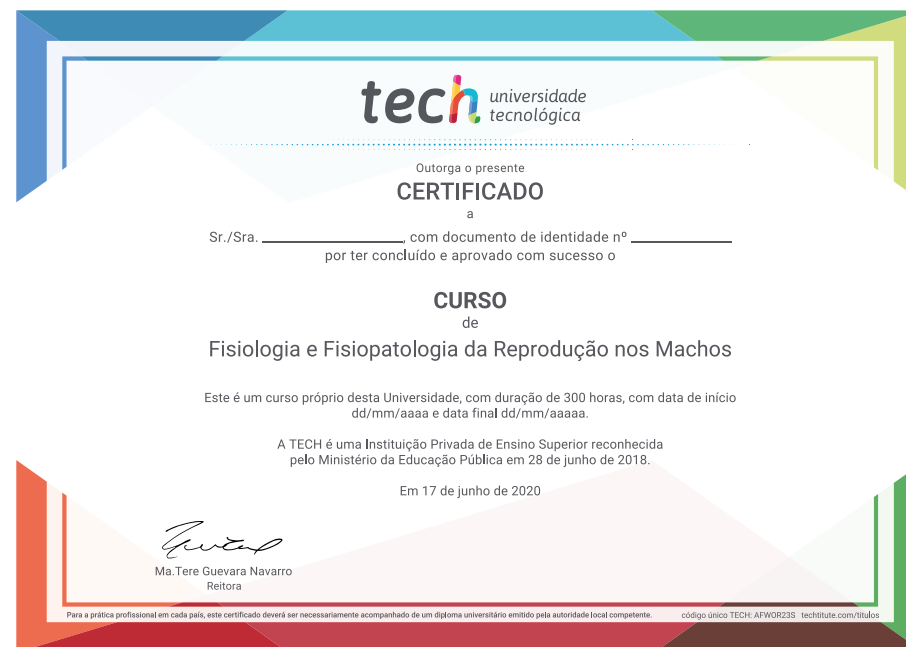 tech universidade
tecnológica
Outorga o presente
CERTIFICADO
a
Sr./Sra. ____________________, com documento de identidade nº ______________
por ter concluído e aprovado com sucesso o
CURSO
de
Fisiologia e Fisiopatologia da Reprodução nos Machos
Este é um curso próprio desta Universidade, com duração de 300 horas, com data de início
dd/mm/aaaa e data final dd/mm/aaaaa.
A TECH é uma Instituição Privada de Ensino Superior reconhecida
pelo Ministério da Educação Pública em 28 de junho de 2018.
Em 17 de junho de 2020
Ma.Tere Guevara Navarro
Reitora
Para a prática profissional em cada país, este certificado deverá ser necessariamente acompanhado de um diploma universitário emitido pela autoridade local competente. código único TECH: AFWOR23S techtitute.com/titulos